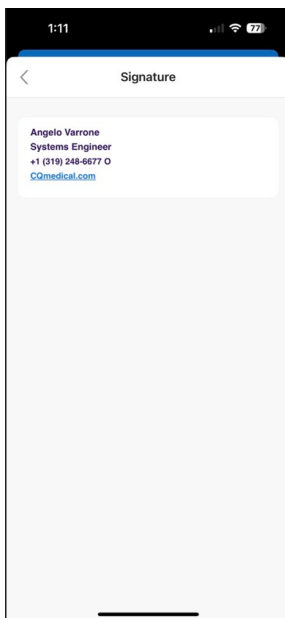 1:11
77
Signature
Angelo Varrone
Systems Engineer
+1 (319) 248-6677 O
CQmedical.com